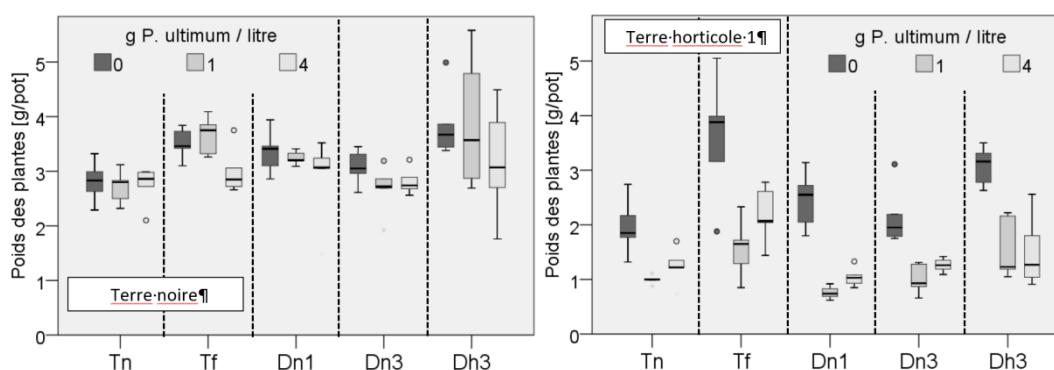 g P. ultimum / litre
0 1 4
Poids des plantes [g/pot]
5
4
3
2
1
0
Terre·noire¶
Tn Tf Dn1 Dn3 Dh3
Terre·horticole·1¶
g P. ultimum / litre
0 1 4
Poids des plantes [g/pot]
5
4
3
2
1
0
Tn Tf Dn1 Dn3 Dh3